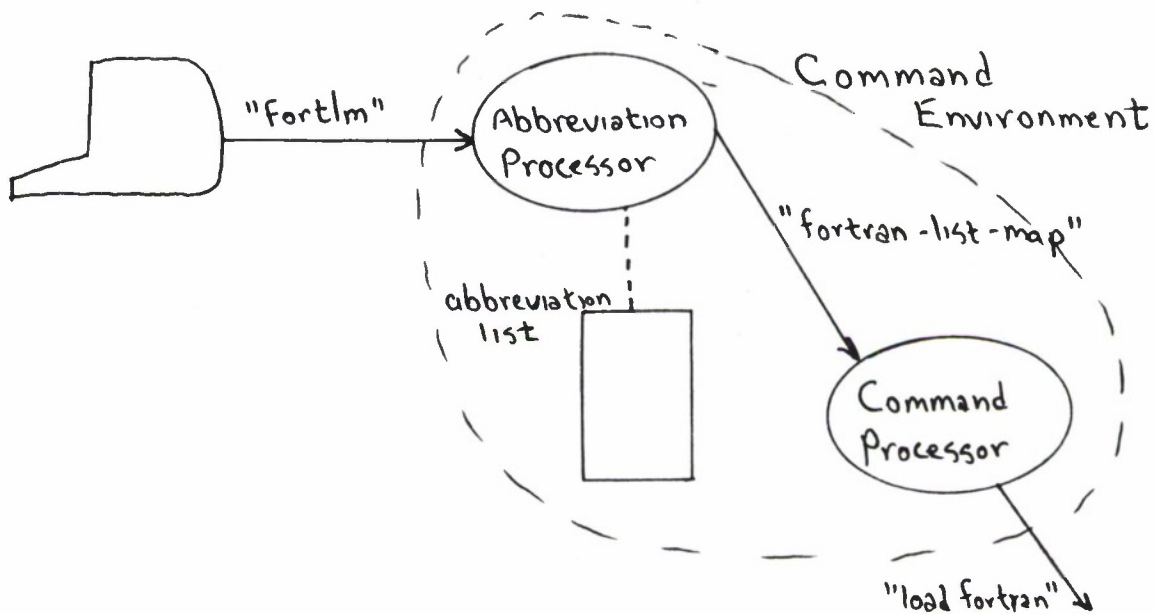 Command
Environment
"Fortlm"
Abbreviation
Processor
"fortran -list -map"
abbreviation
list
Command
Processor
"load fortran"